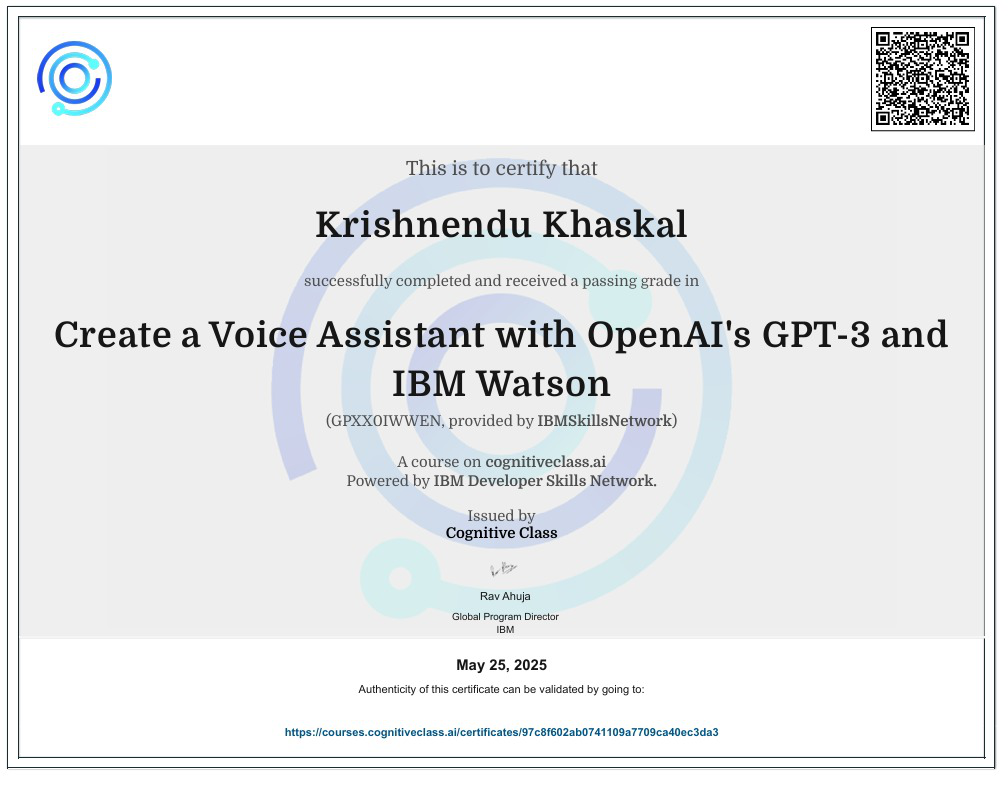 This is to certify that
Krishnendu Khaskal
successfully completed and received a passing grade in
Create a Voice Assistant with OpenAI's GPT-3 and
IBM Watson
(GPXX0IWWEN, provided by IBMSkillsNetwork)
A course on cognitiveclass.ai
Powered by IBM Developer Skills Network.
Issued by
Cognitive Class
Rav Ahuja
Global Program Director
IBM
May 25, 2025
Authenticity of this certificate can be validated by going to:
https://courses.cognitiveclass.ai/certificates/97c8f602ab0741109a7709ca40ec3da3